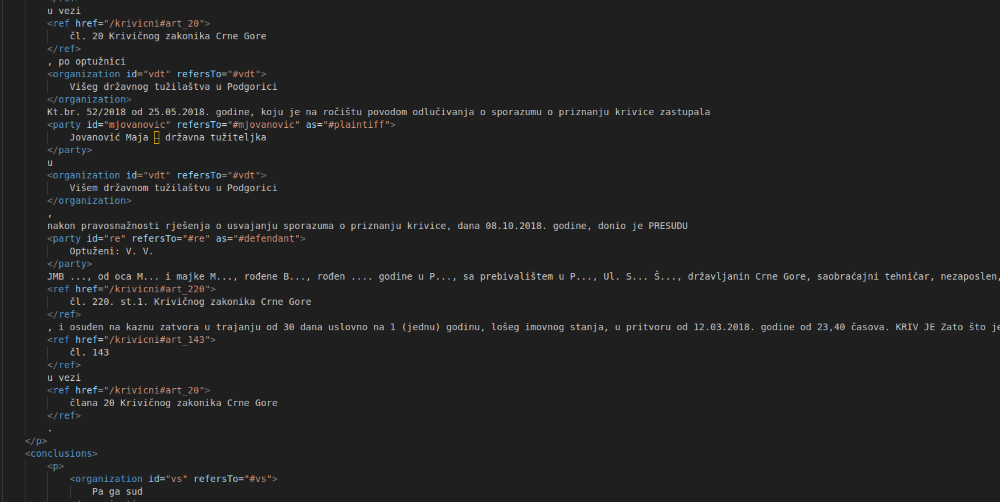 u vezi
<ref href="/krivicni#art_20">
čl. 20 Krivičnog zakonika Crne Gore
</ref>
, po optužnici
<organization id="vdt" refersTo="#vdt">
Višeg državnog tužilaštva u Podgorici
</organization>
Kt.br. 52/2018 od 25.05.2018. godine, koju je na ročištu povodom odlučivanja o sporazumu o priznanju krivice zastupala
<party id="mjovanovic" refersTo="#mjovanovic" as="#plaintiff">
Jovanović Maja – državna tužiteljka
</party>
u
<organization id="vdt" refersTo="#vdt">
Višem državnom tužilaštvu u Podgorici
</organization>
,
nakon pravosnažnosti rješenja o usvajanju sporazuma o priznanju krivice, dana 08.10.2018. godine, donio je PRESUDU
<party id="re" refersTo="#re" as="#defendant">
Optuženi: V. V.
</party>
JMB ..., od oca M... i majke M..., rođene B..., rođen .... godine u P..., sa prebivalištem u P..., Ul. S... Š..., državljanin Crne Gore, saobraćajni tehničar, nezaposlen,
<ref href="/krivicni#art_220">
čl. 220. st.1. Krivičnog zakonika Crne Gore
</ref>
, i osuđen na kaznu zatvora u trajanju od 30 dana uslovno na 1 (jednu) godinu, lošeg imovnog stanja, u pritvoru od 12.03.2018. godine od 23,40 časova. KRIV JE Zato što je
<ref href="/krivicni#art_143">
čl. 143
</ref>
u vezi
<ref href="/krivicni#art_20">
člana 20 Krivičnog zakonika Crne Gore
</ref>
.
</p>
<conclusions>
<p>
<organization id="vs" refersTo="#vs">
Pa ga sud